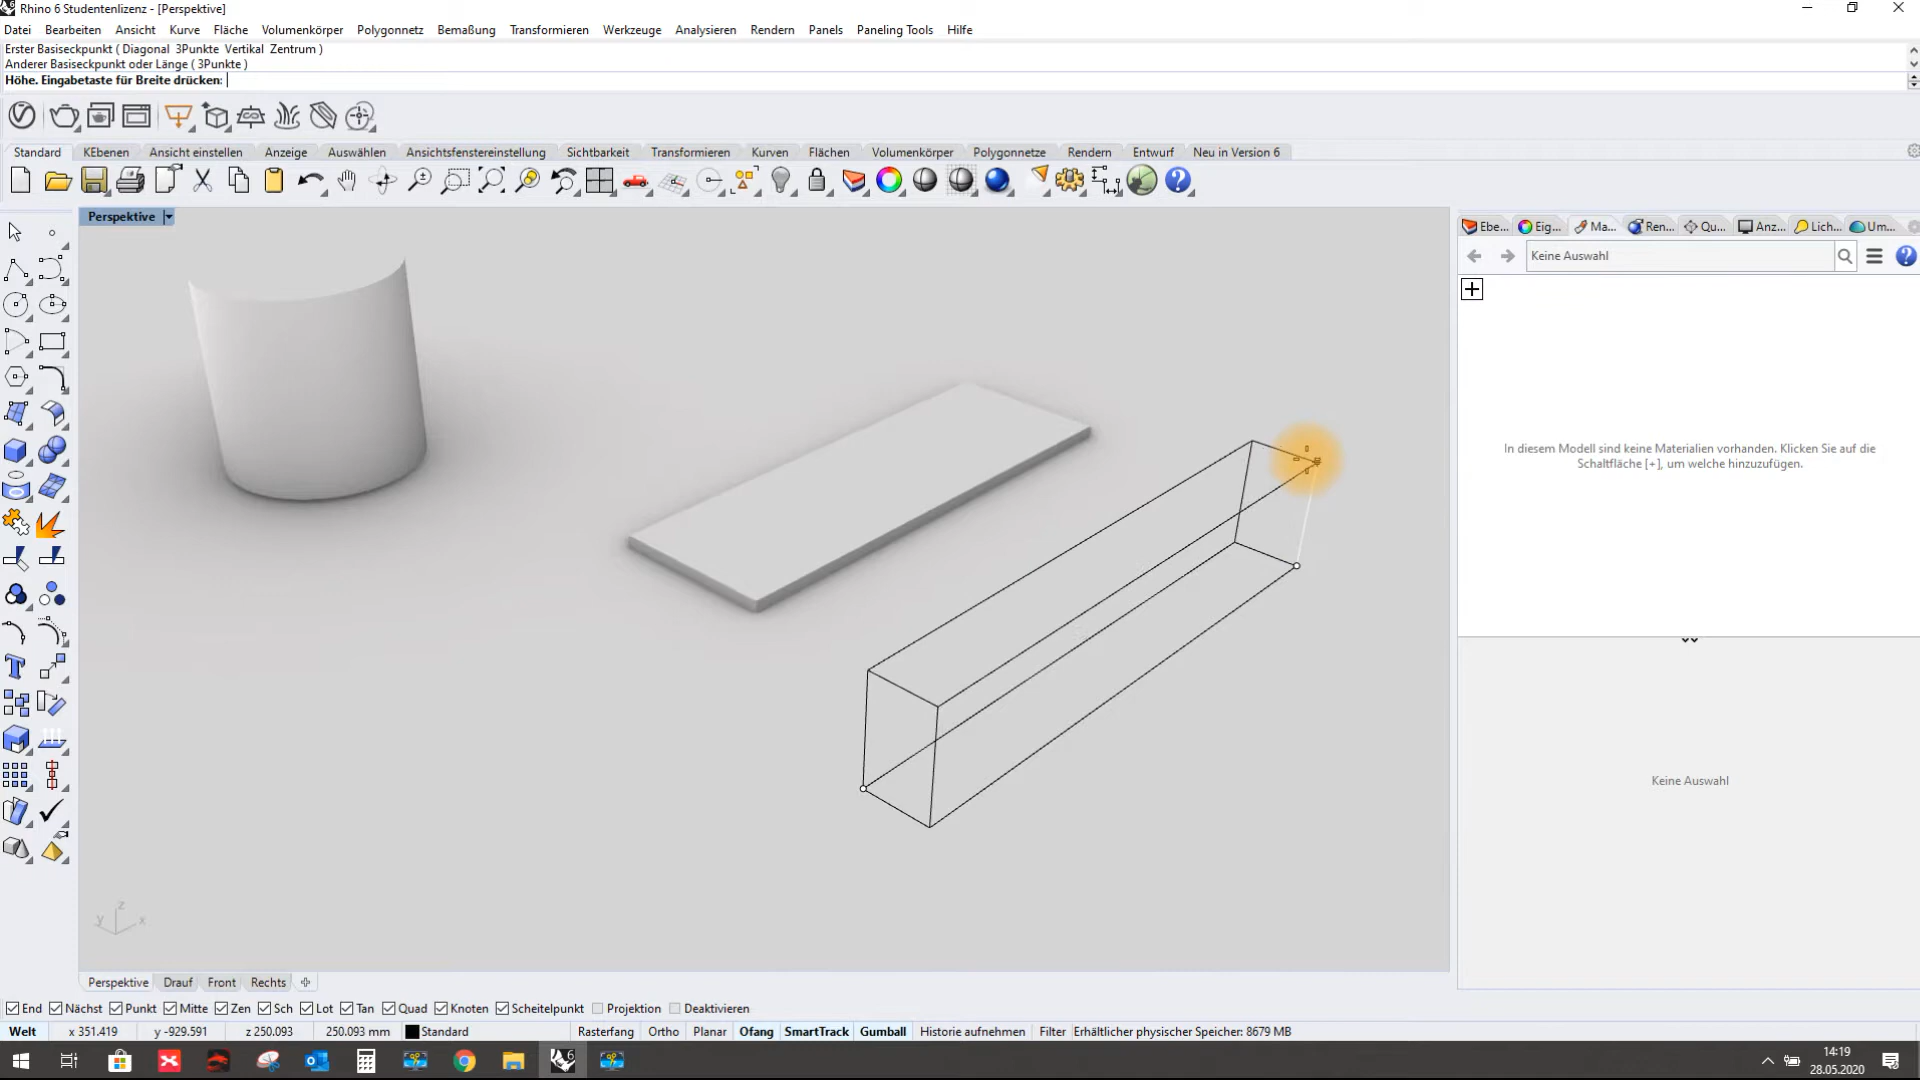 Rhino 6 Studentenlizenz - [Perspektive]
Datei Bearbeiten Ansicht Kurve Fläche Volumenkörper Polygonnetz Bemaßung Transformieren Werkzeuge Analysieren Rendern Panels Paneling Tools Hilfe
Erster Basiseckpunkt ( Diagonal 3Punkte Vertikal Zentrum )
Anderer Basiseckpunkt oder Länge ( 3Punkte )
Höhe. Eingabetaste für Breite drücken:
Standard KEbenen Ansicht einstellen Anzeige Auswählen Ansichtsfenstereinstellung Sichtbarkeit Transformieren Kurven Flächen Volumenkörper Polygonnetze Rendern Entwurf Neu in Version 6
Perspektive
Ebe... Eig... Ma... Ren... Qu... Anz... Lich... Um...
Keine Auswahl
In diesem Modell sind keine Materialien vorhanden. Klicken Sie auf die
Schaltfläche [+], um welche hinzuzufügen.
Keine Auswahl
z
y x
Perspektive Drauf Front Rechts
End Nächst Punkt Mitte Zen Sch Lot Tan Quad Knoten Scheitelpunkt Projektion Deaktivieren
Welt x 351.419 y -929.591 z 250.093 250.093 mm Standard Rasterfang Ortho Planar Ofang SmartTrack Gumball Historie aufnehmen Filter Erhältlicher physischer Speicher: 8679 MB
14:19
28.05.2020